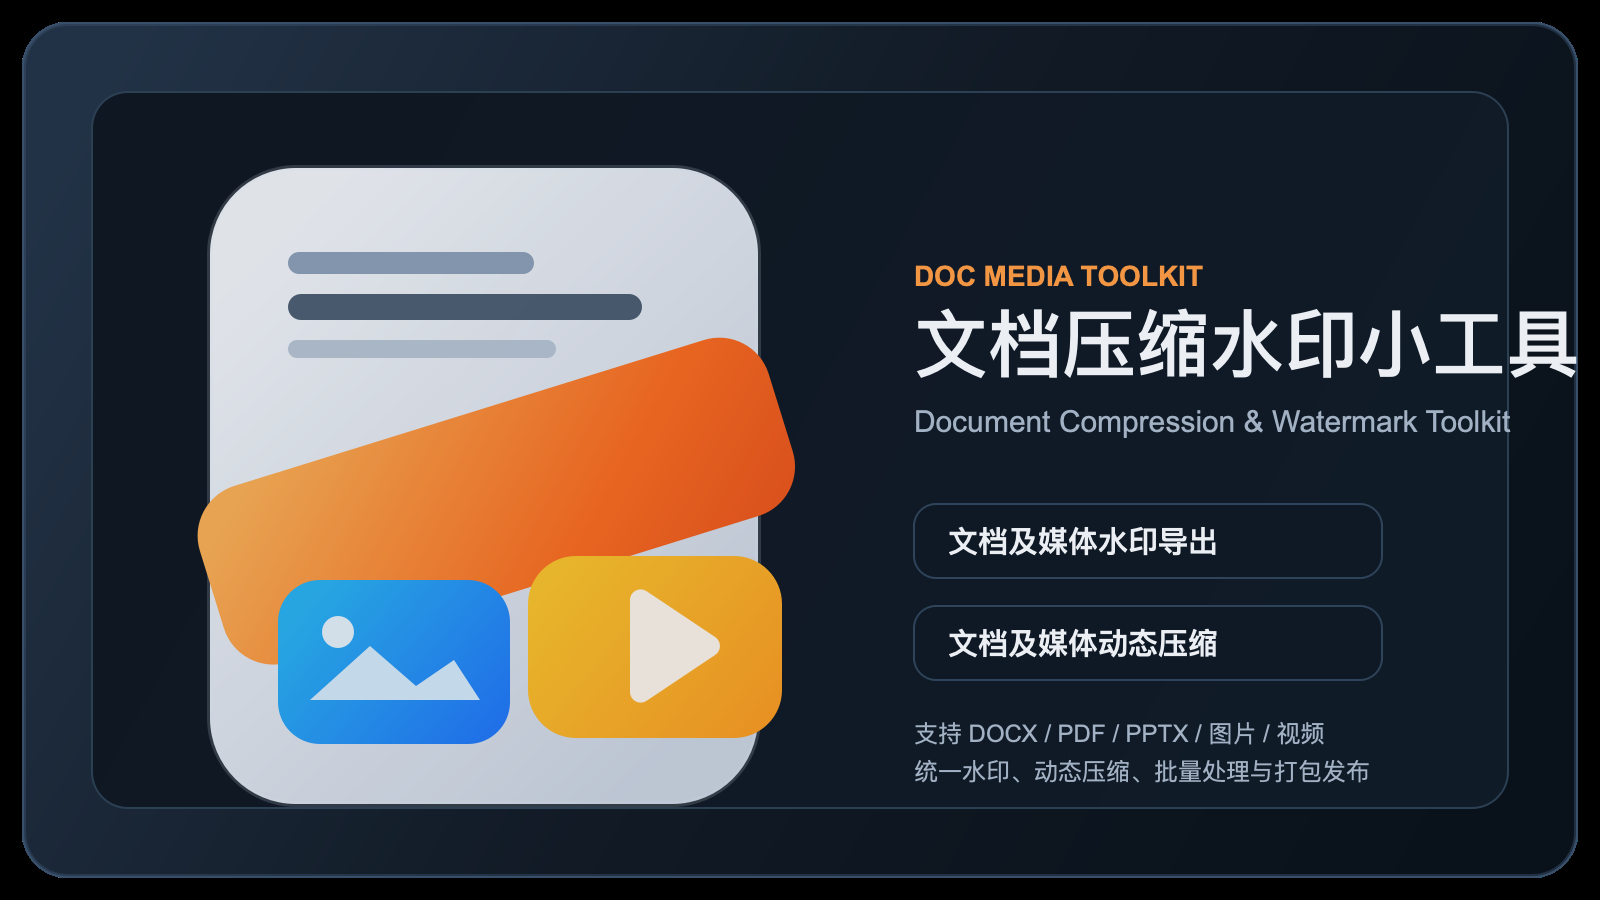 DOC MEDIA TOOLKIT
文档压缩水印小工具
Document Compression & Watermark Toolkit
文档及媒体水印导出
文档及媒体动态压缩
支持 DOCX / PDF / PPTX / 图片 / 视频
统一水印、动态压缩、批量处理与打包发布